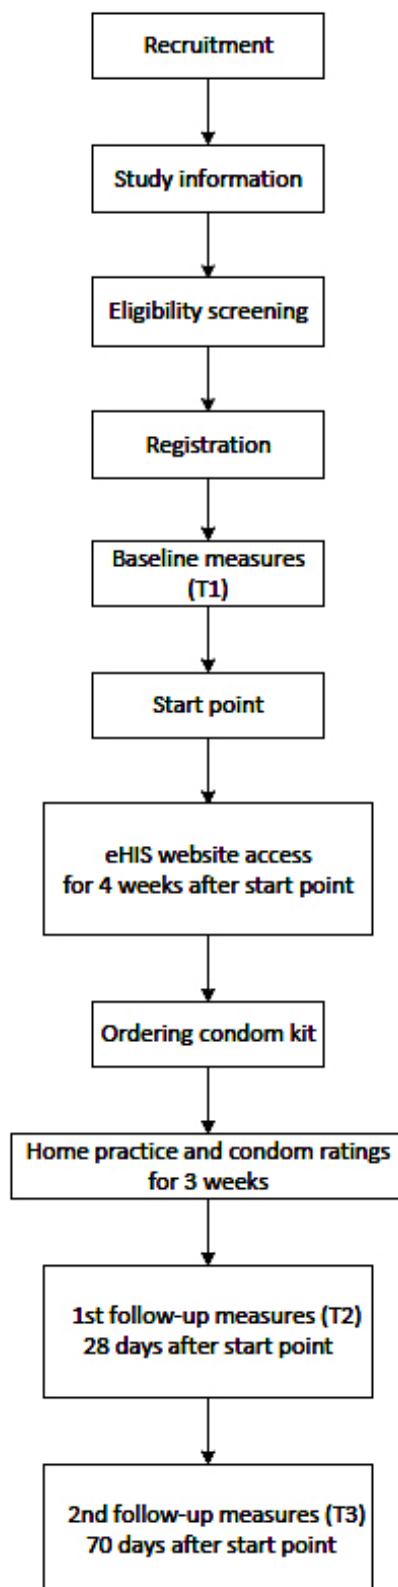 Recruitment
Study information
Eligibility screening
Registration
Baseline measures
(T1)
Start point
eHIS website access
for 4 weeks after start point
Ordering condom kit
Home practice and condom ratings
for 3 weeks
1st follow-up measures (T2)
28 days after start point
2nd follow-up measures (T3)
70 days after start point